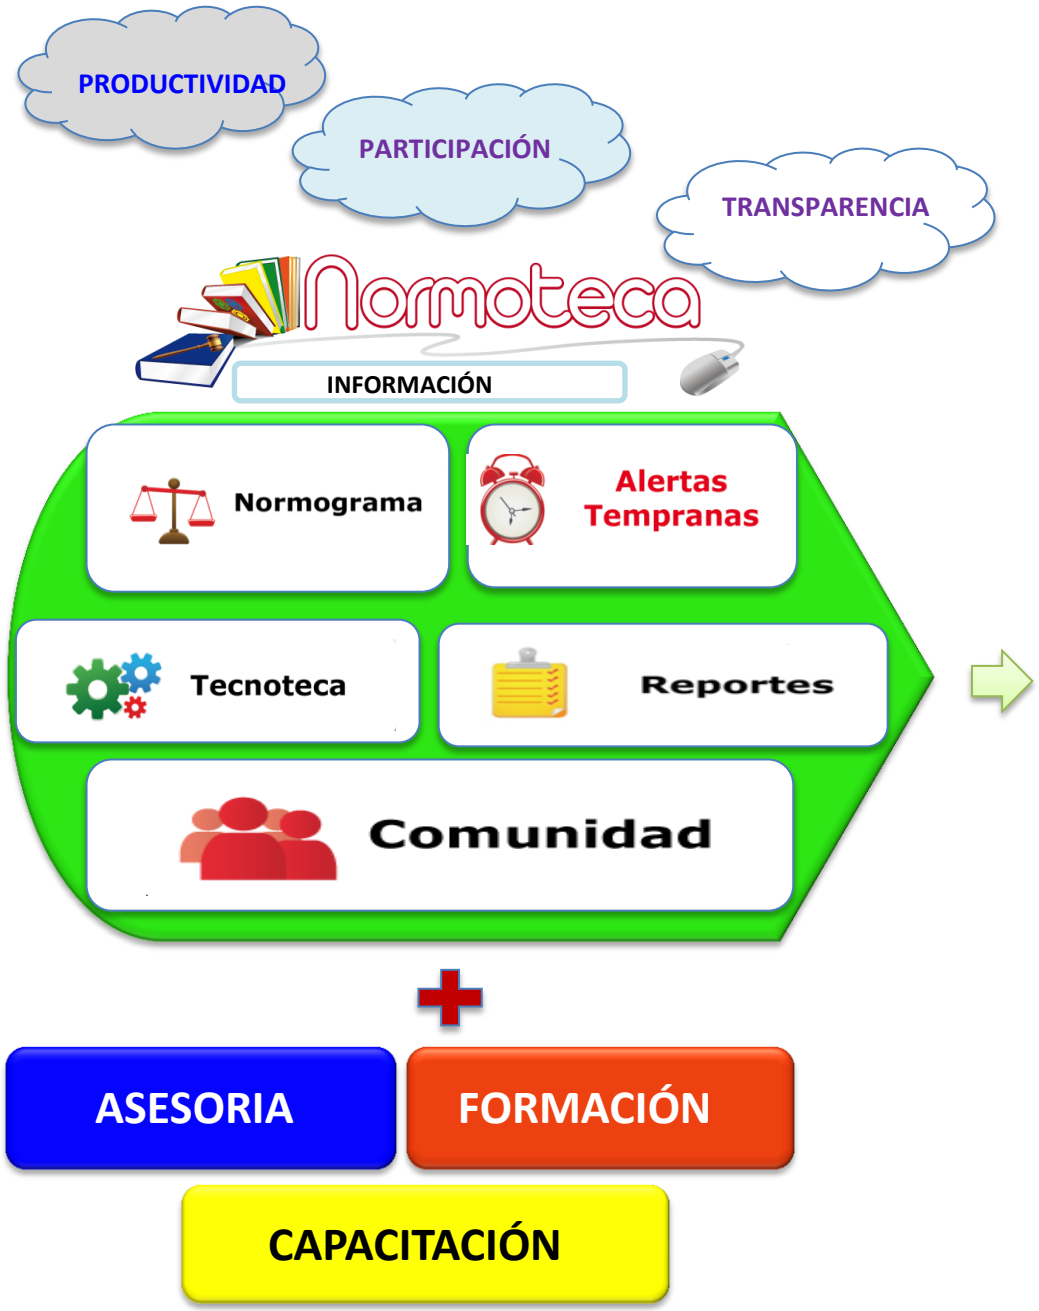 PRODUCTIVIDAD
PARTICIPACIÓN
TRANSPARENCIA
Normoteca
INFORMACIÓN
Normograma
Alertas
Tempranas
Tecnoteca
Reportes
Comunidad
ASESORIA
FORMACIÓN
CAPACITACIÓN